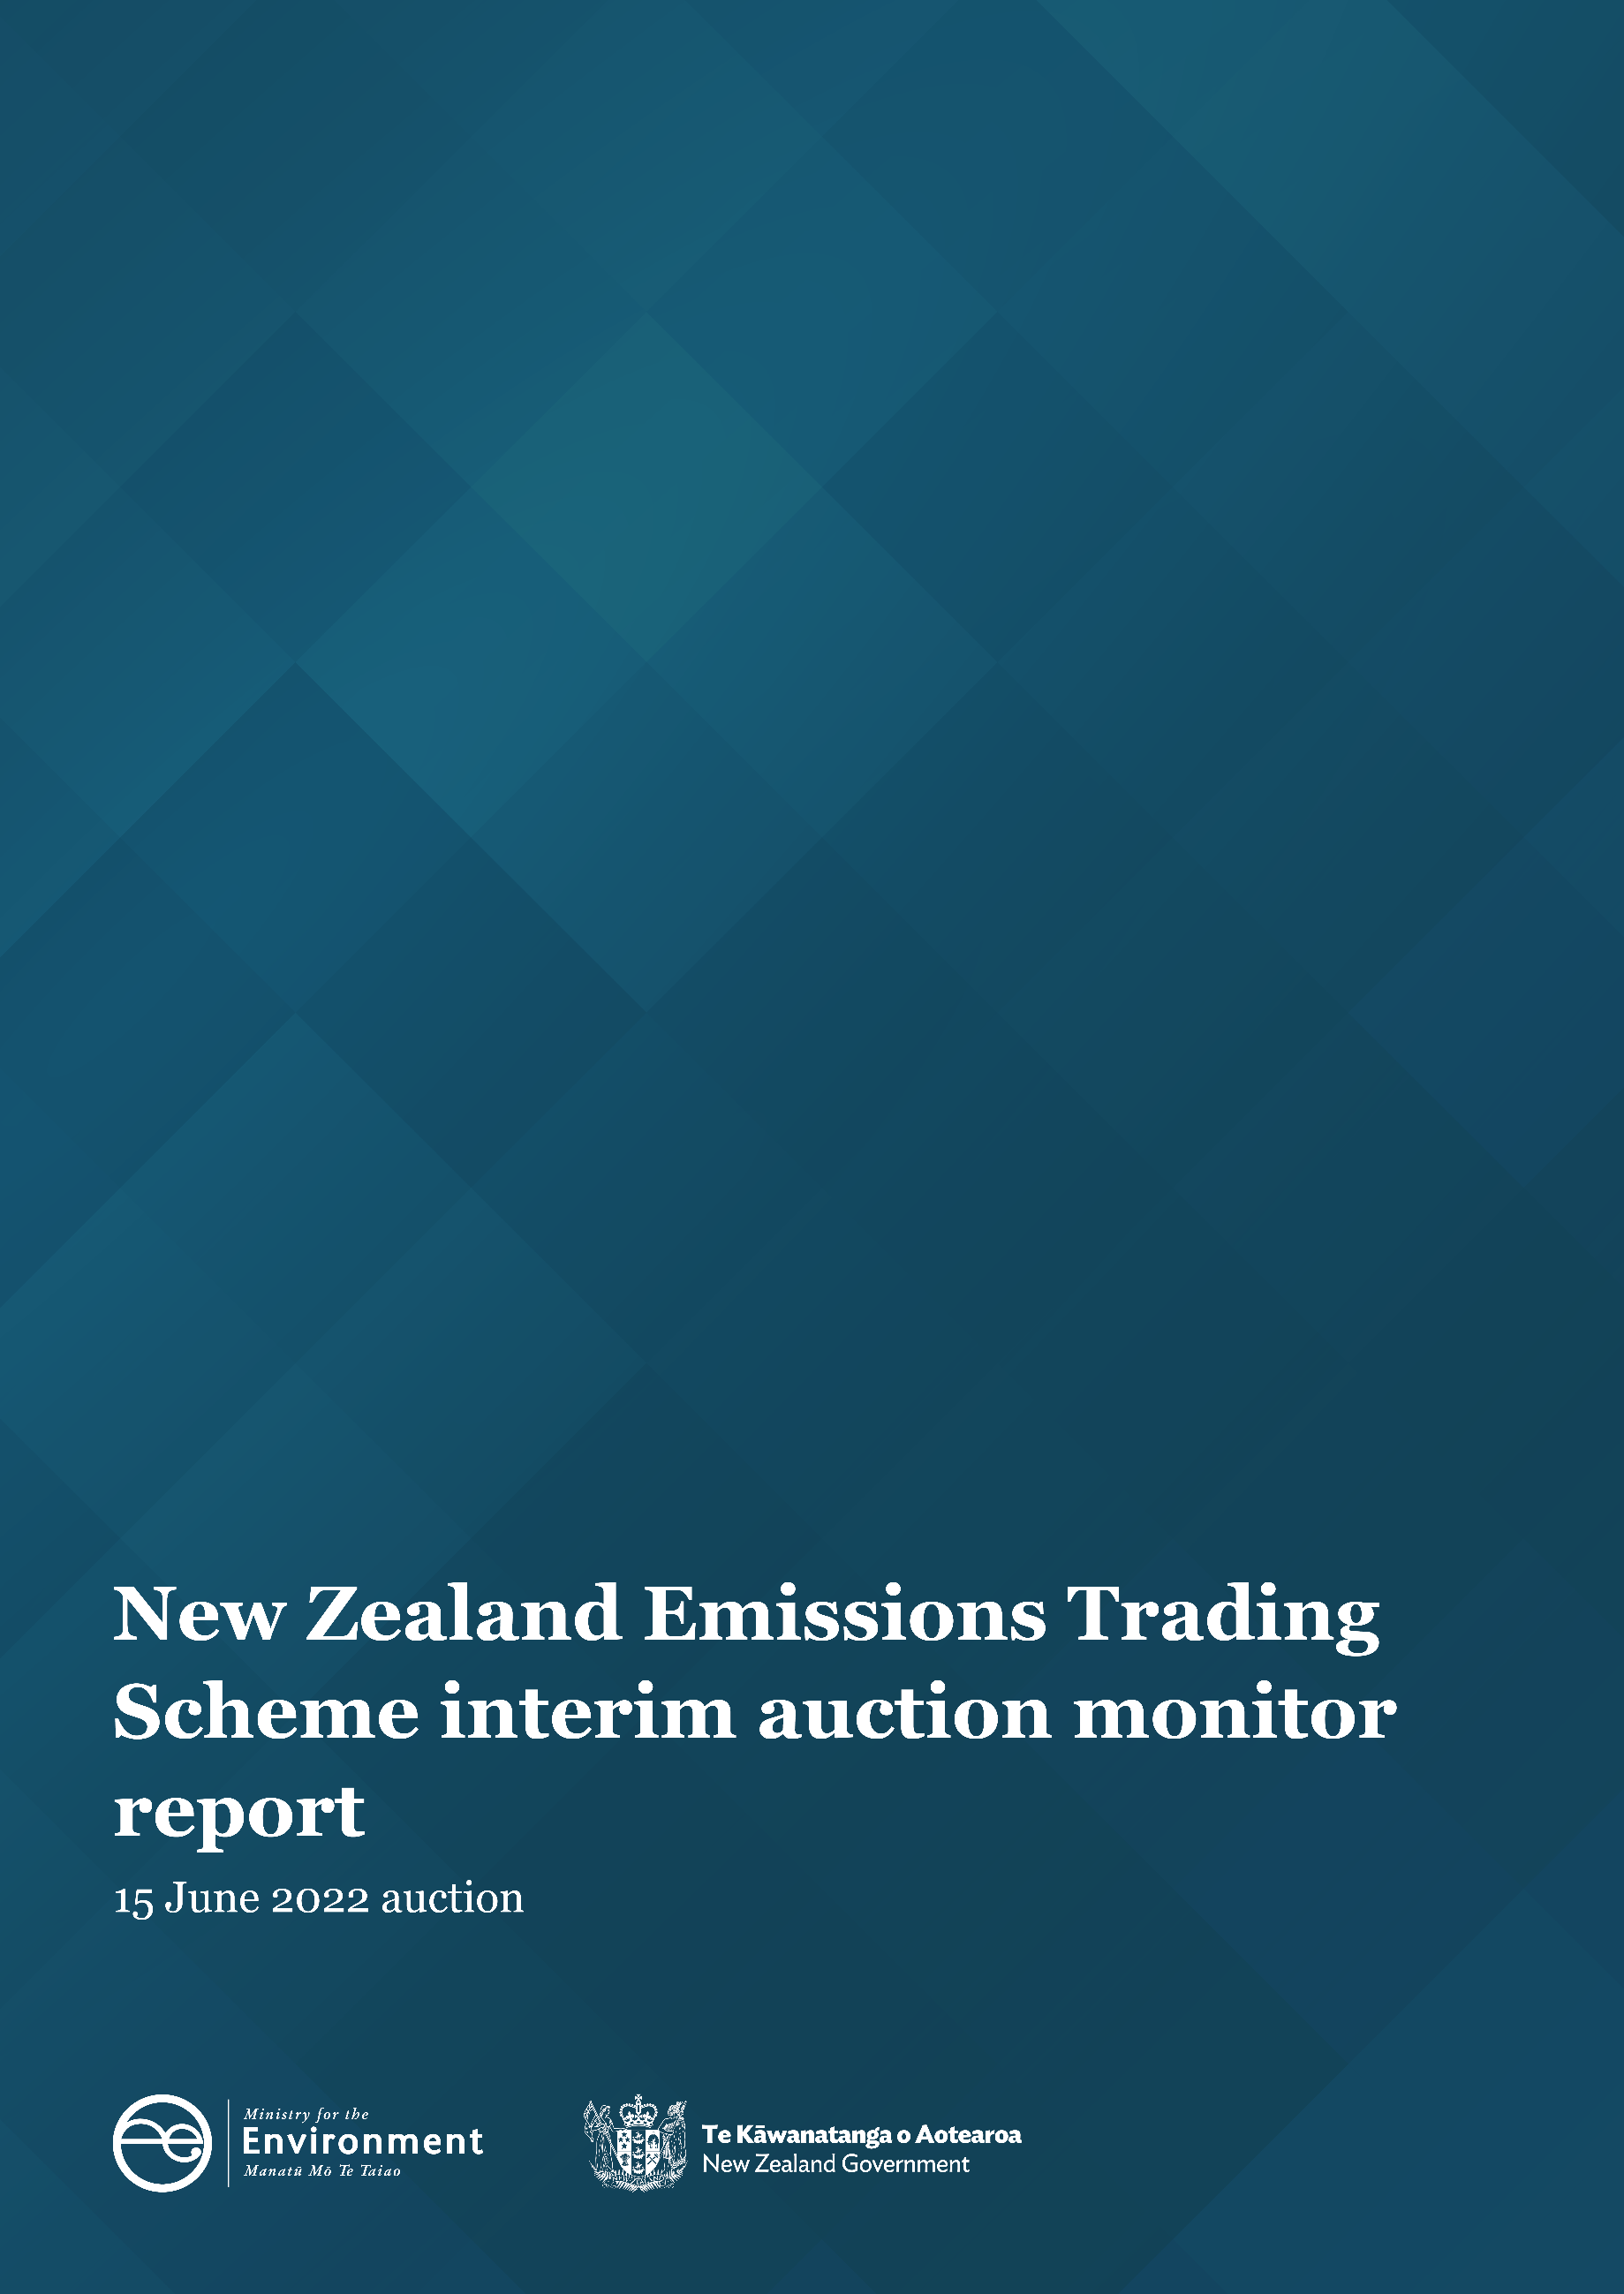 New Zealand Emissions Trading
Scheme interim auction monitor
report
15 June 2022 auction
Ministry for the
Environment
Manatū Mō Te Taiao
Te Kāwanatanga o Aotearoa
New Zealand Government